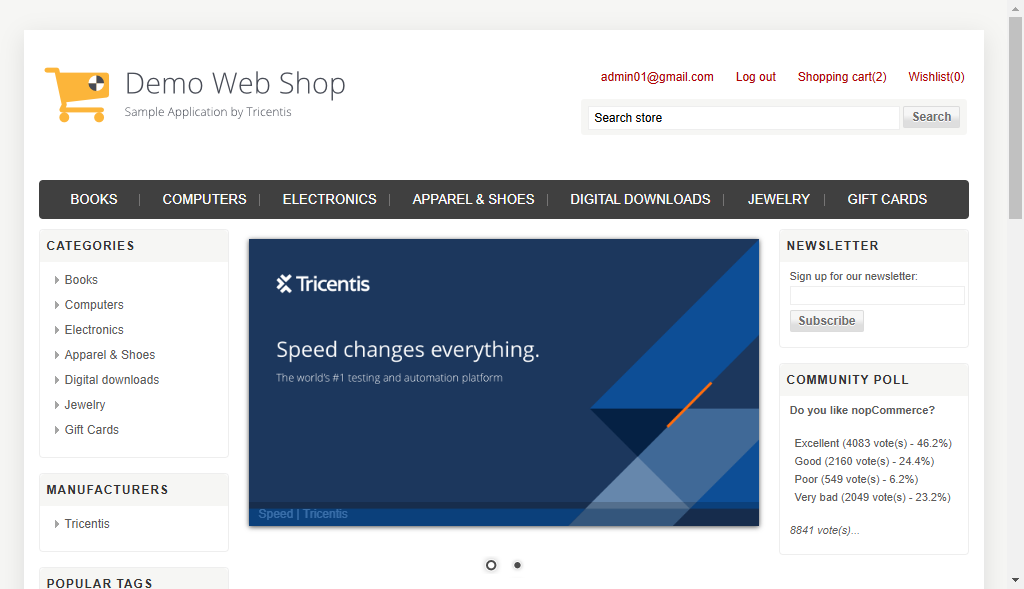 Demo Web Shop
Sample Application by Tricentis
admin01@gmail.com Log out Shopping cart(2) Wishlist(0)
Search store Search
BOOKS COMPUTERS ELECTRONICS APPAREL & SHOES DIGITAL DOWNLOADS JEWELRY GIFT CARDS
CATEGORIES
Books
Computers
Electronics
Apparel & Shoes
Digital downloads
Jewelry
Gift Cards
MANUFACTURERS
Tricentis
POPULAR TAGS
Tricentis
Speed changes everything.
The world's #1 testing and automation platform
Speed | Tricentis
NEWSLETTER
Sign up for our newsletter:
Subscribe
COMMUNITY POLL
Do you like nopCommerce?
Excellent (4083 vote(s) - 46.2%)
Good (2160 vote(s) - 24.4%)
Poor (549 vote(s) - 6.2%)
Very bad (2049 vote(s) - 23.2%)
8841 vote(s)...